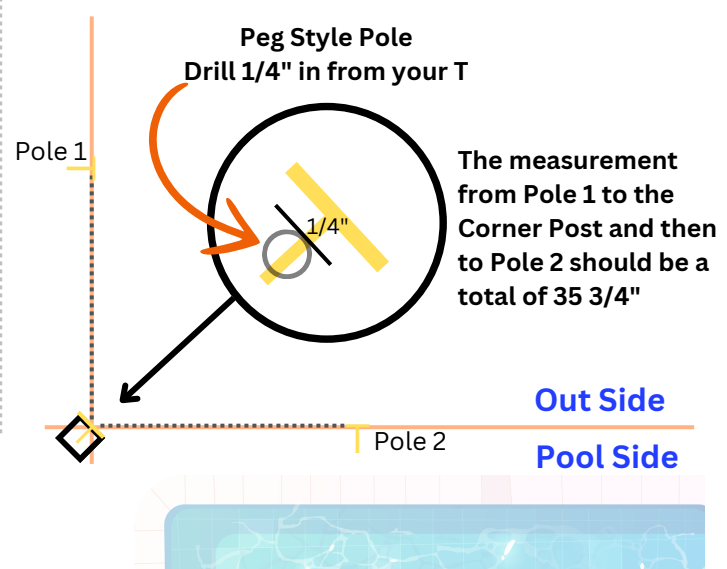 Peg Style Pole
Drill 1/4" in from your T
Pole 1
1/4"
The measurement
from Pole 1 to the
Corner Post and then
to Pole 2 should be a
total of 35 3/4"
Out Side
Pole 2
Pool Side